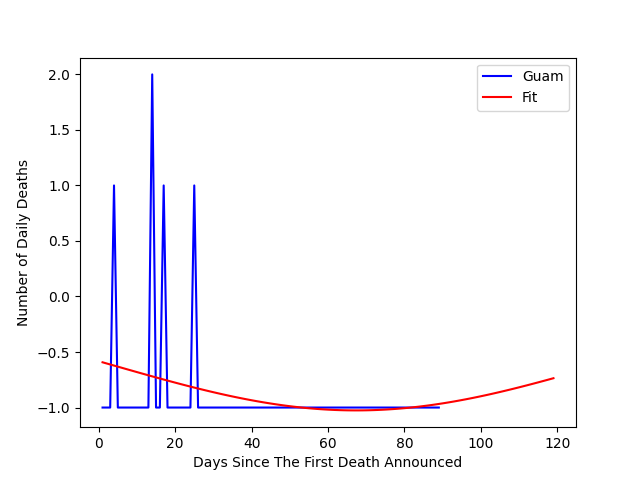 Guam
Fit
2.0
1.5
1.0
0.5
0.0
−0.5
−1.0
Number of Daily Deaths
0 20 40 60 80 100 120
Days Since The First Death Announced